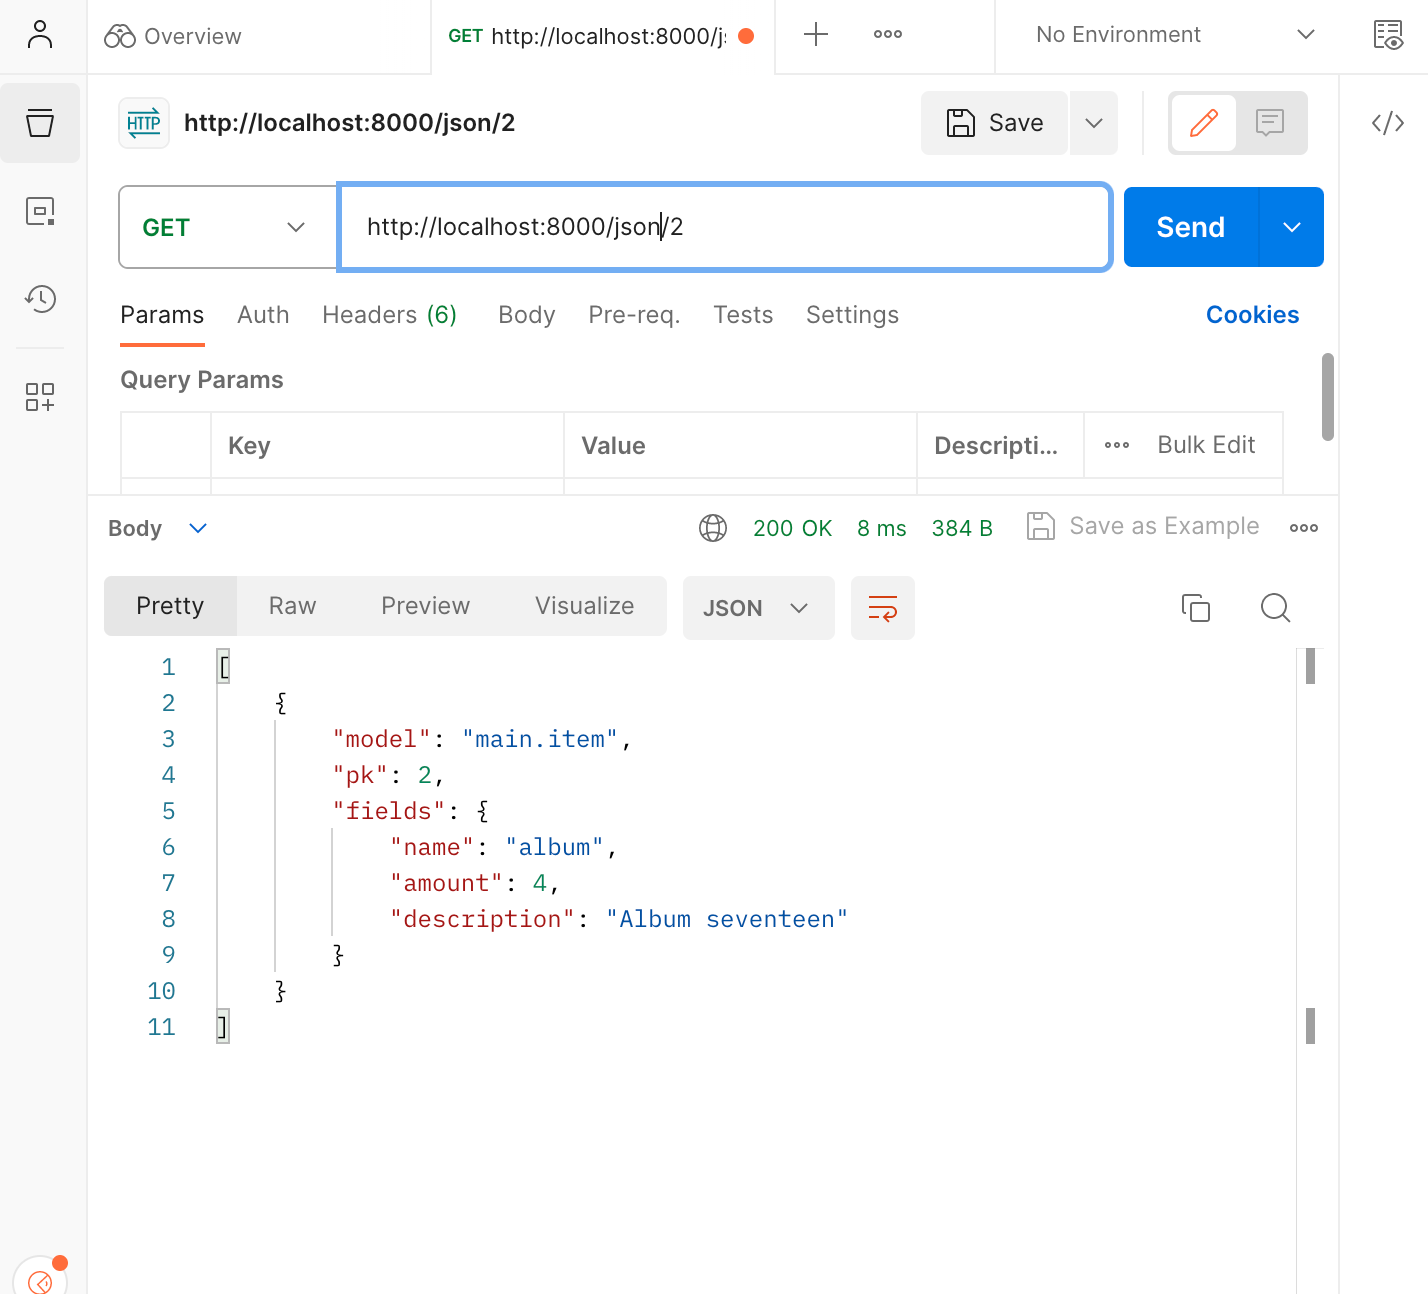 Overview
GET http://localhost:8000/js
No Environment
HTTP http://localhost:8000/json/2
Save
GET
http://localhost:8000/json/2
Send
Params Auth Headers (6) Body Pre-req. Tests Settings Cookies
Query Params
Key Value Descripti... Bulk Edit
Body 200 OK 8 ms 384 B Save as Example
Pretty Raw Preview Visualize JSON
1 [
2 {
3 "model": "main.item",
4 "pk": 2,
5 "fields": {
6 "name": "album",
7 "amount": 4,
8 "description": "Album seventeen"
9 }
10 }
11 ]